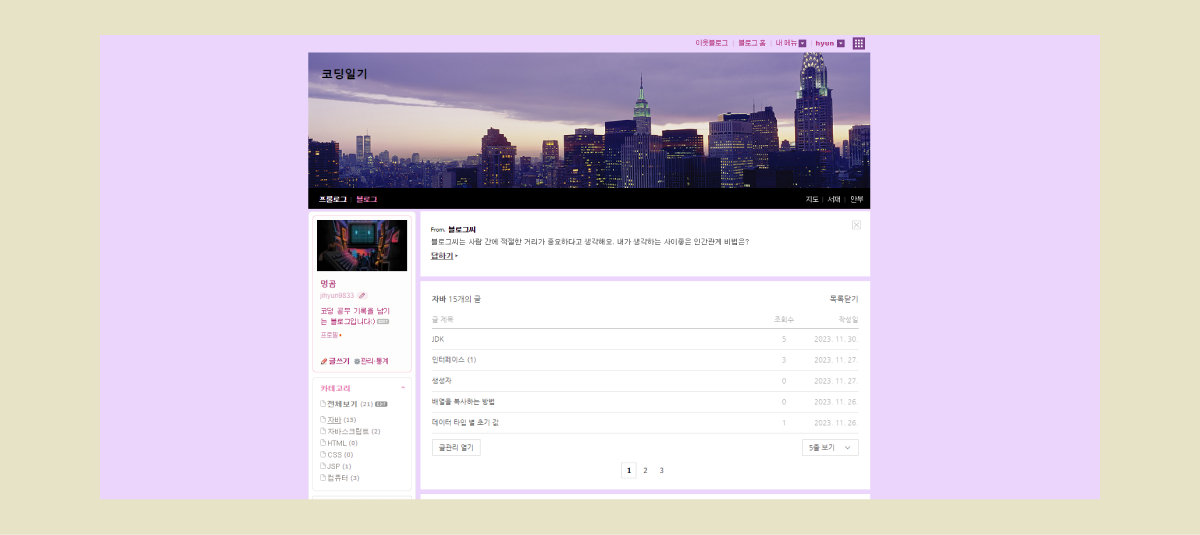 이웃블로그 | 블로그 홈 | 내 메뉴 | hyun
코딩일기
프롤로그 | 블로그
지도 | 서재 | 안부
멍곰
jihyun9833
코딩 공부 기록을 남기
는 블로그입니다:) EDIT
프로필
글쓰기 관리·통계
카테고리
전체보기 (21) EDIT
자바 (15)
자바스크립트 (2)
HTML (0)
CSS (0)
JSP (1)
컴퓨터 (3)
From. 블로그씨
블로그씨는 사람 간에 적절한 거리가 중요하다고 생각해요. 내가 생각하는 사이좋은 인간관계 비법은?
답하기
자바 15개의 글 목록닫기
글 제목 조회수 작성일
JDK 5 2023. 11. 30.
인터페이스 (1) 3 2023. 11. 27.
생성자 0 2023. 11. 27.
배열을 복사하는 방법 0 2023. 11. 26.
데이터 타입 별 초기 값 1 2023. 11. 26.
글관리 열기 5줄 보기
1 2 3